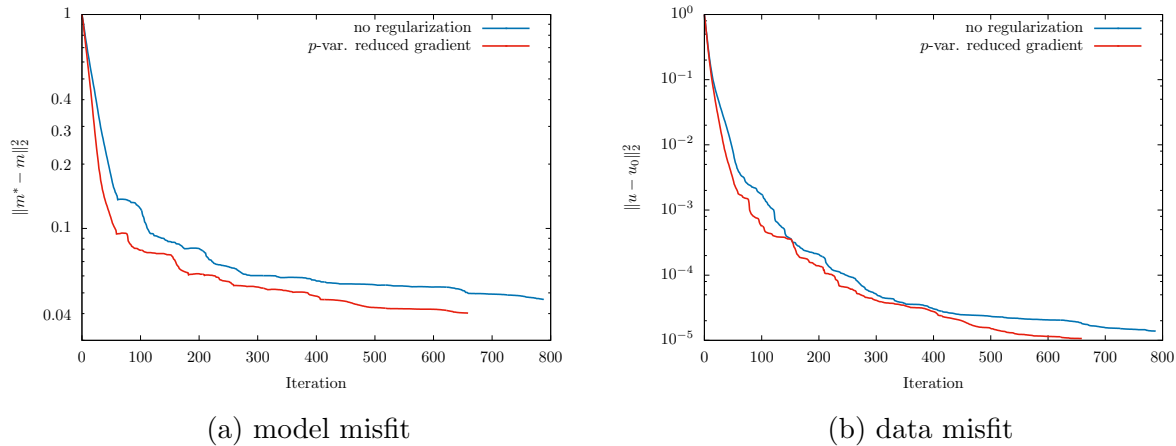 1
0.4
0.3
0.2
0.1
0.04
0 100 200 300 400 500 600 700 800
Iteration
‖m* − m‖₂²
no regularization
p-var. reduced gradient
(a) model misfit
10⁰
10⁻¹
10⁻²
10⁻³
10⁻⁴
10⁻⁵
0 100 200 300 400 500 600 700 800
Iteration
‖u − u₀‖₂²
no regularization
p-var. reduced gradient
(b) data misfit